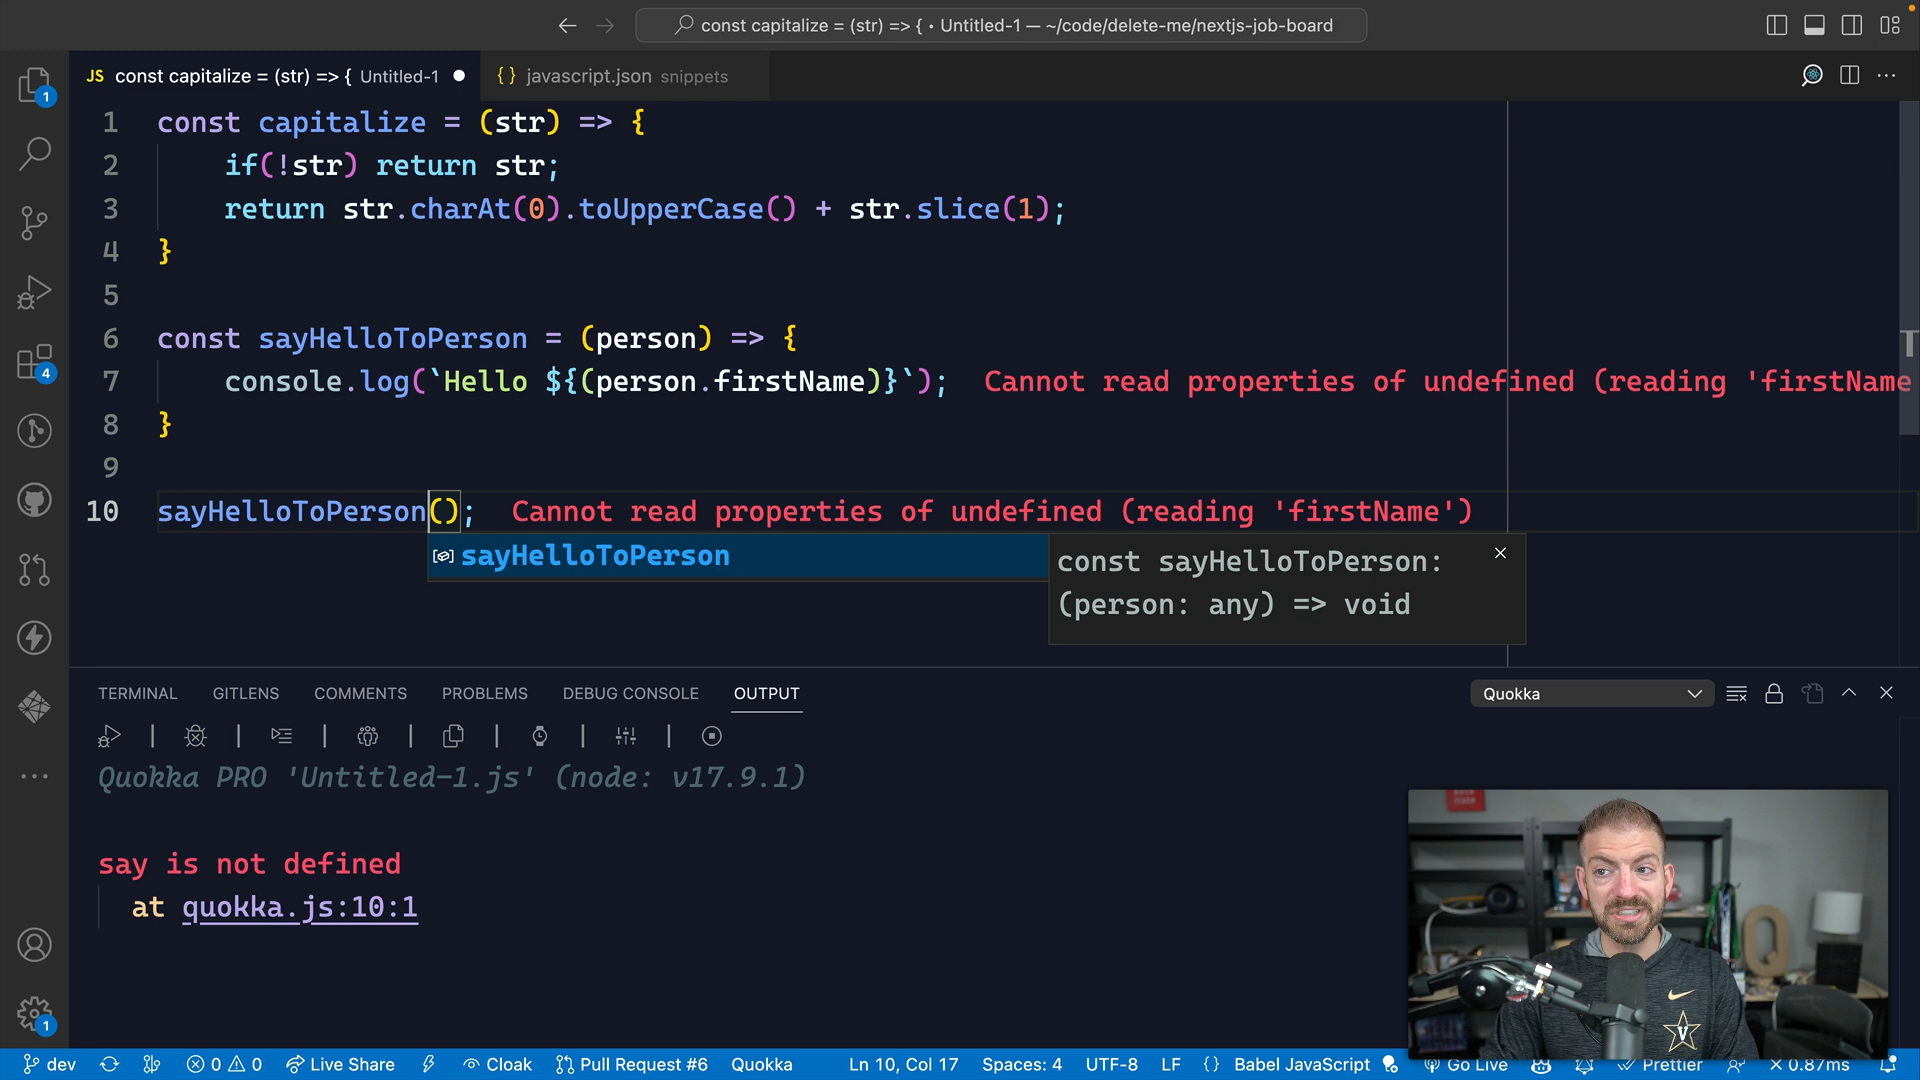 const capitalize = (str) => { • Untitled-1 — ~/code/delete-me/nextjs-job-board
JS const capitalize = (str) => { Untitled-1
{} javascript.json snippets
1 const capitalize = (str) => {
2 if(!str) return str;
3 return str.charAt(0).toUpperCase() + str.slice(1);
4 }
5
6 const sayHelloToPerson = (person) => {
7 console.log(`Hello ${(person.firstName)}`); Cannot read properties of undefined (reading 'firstName
8 }
9
10 sayHelloToPerson(); Cannot read properties of undefined (reading 'firstName')
sayHelloToPerson
const sayHelloToPerson:
(person: any) => void
1
4
1
TERMINAL GITLENS COMMENTS PROBLEMS DEBUG CONSOLE OUTPUT
Quokka
Quokka PRO 'Untitled-1.js' (node: v17.9.1)
say is not defined
at quokka.js:10:1
dev 0 0 Live Share Cloak Pull Request #6 Quokka Ln 10, Col 17 Spaces: 4 UTF-8 LF {} Babel JavaScript Go Live Prettier × 0.87ms